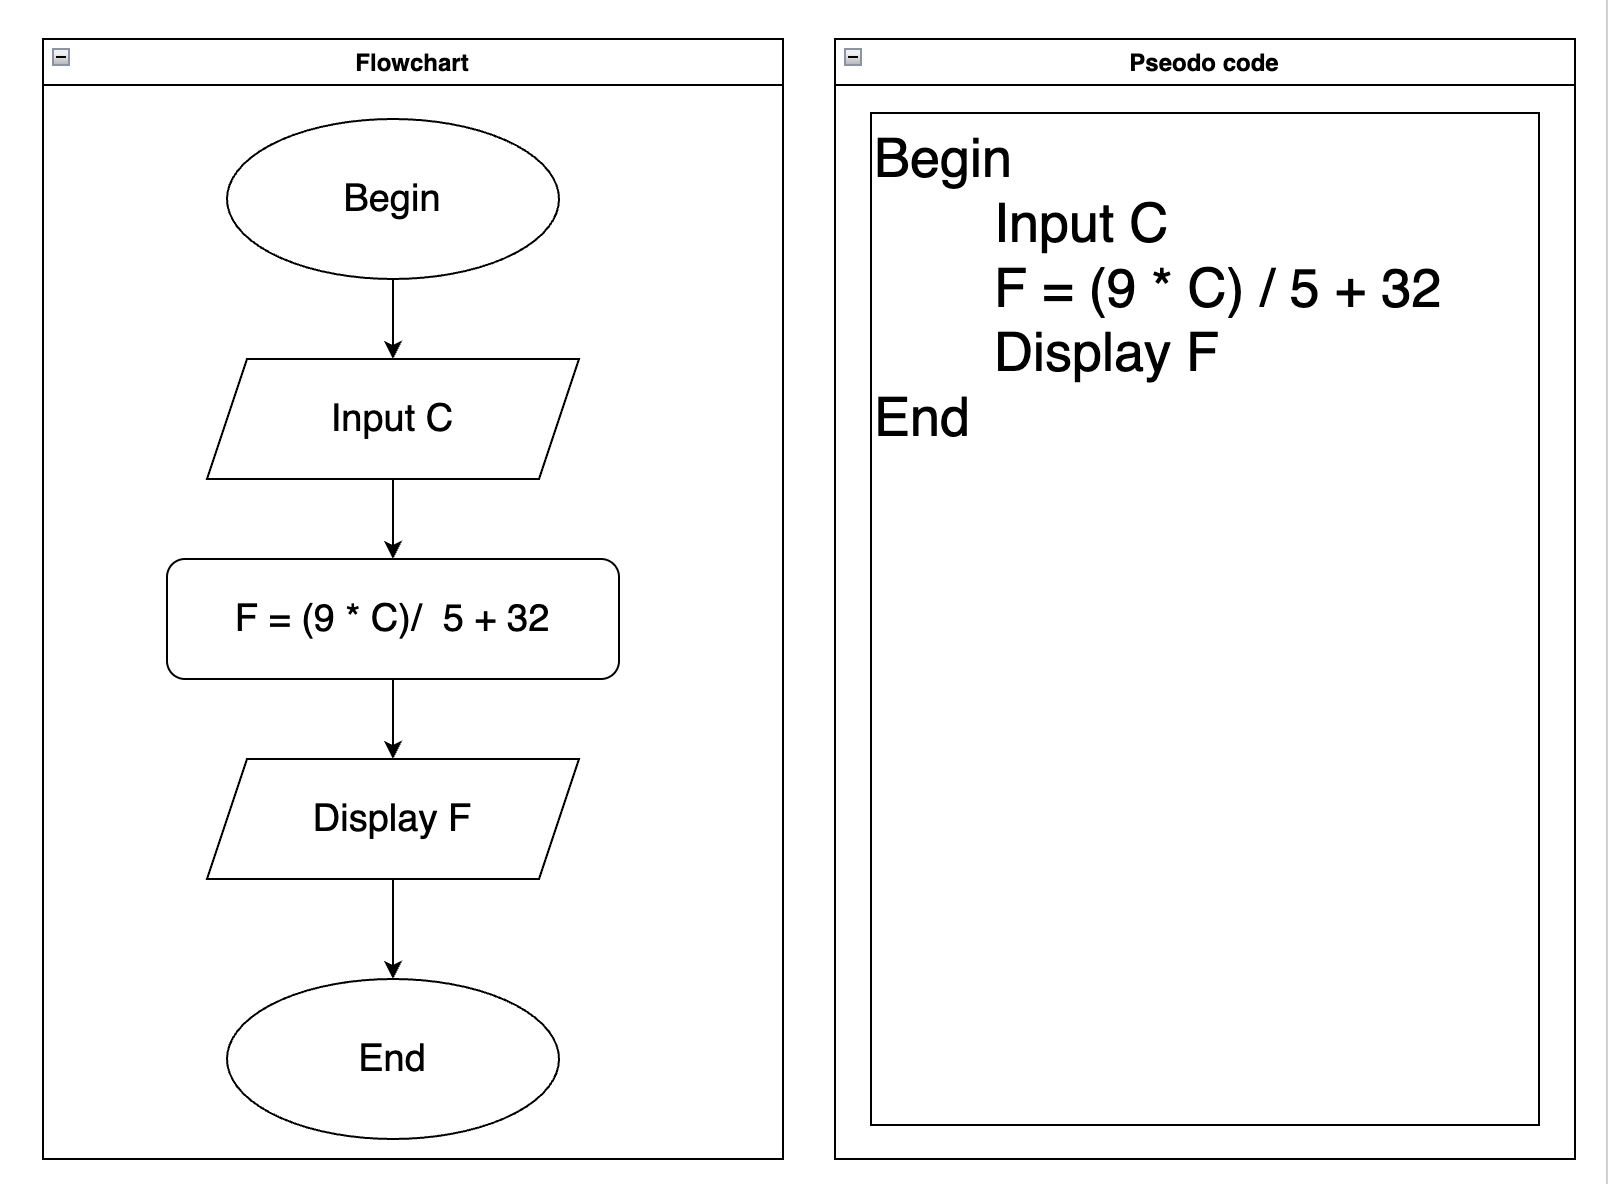 Flowchart
Begin
Input C
F = (9 * C)/  5 + 32
Display F
End
Pseodo code
Begin
Input C
F = (9 * C) / 5 + 32
Display F
End